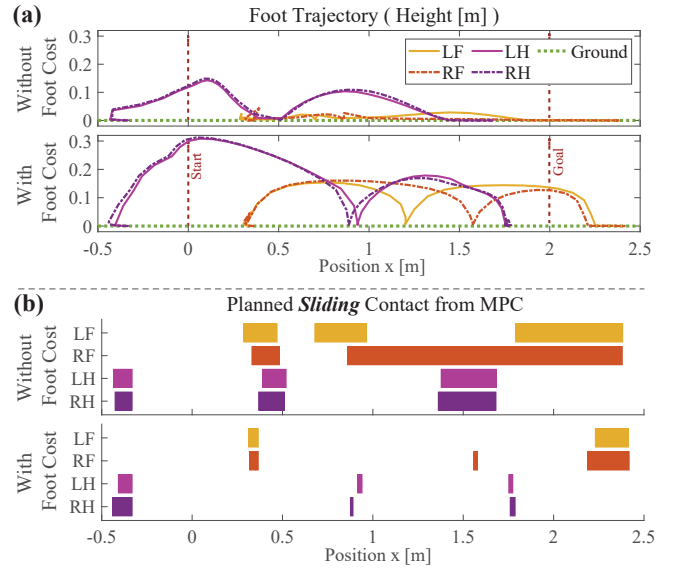 (a) Foot Trajectory ( Height [m] )
Without
Foot Cost
0.3
0.2
0.1
0
LF LH Ground
RF RH
With
Foot Cost
0.3
0.2
0.1
0
Start
Goal
-0.5 0 0.5 1 1.5 2 2.5
Position x [m]
(b) Planned Sliding Contact from MPC
Without
Foot Cost
LF
RF
LH
RH
With
Foot Cost
LF
RF
LH
RH
-0.5 0 0.5 1 1.5 2 2.5
Position x [m]